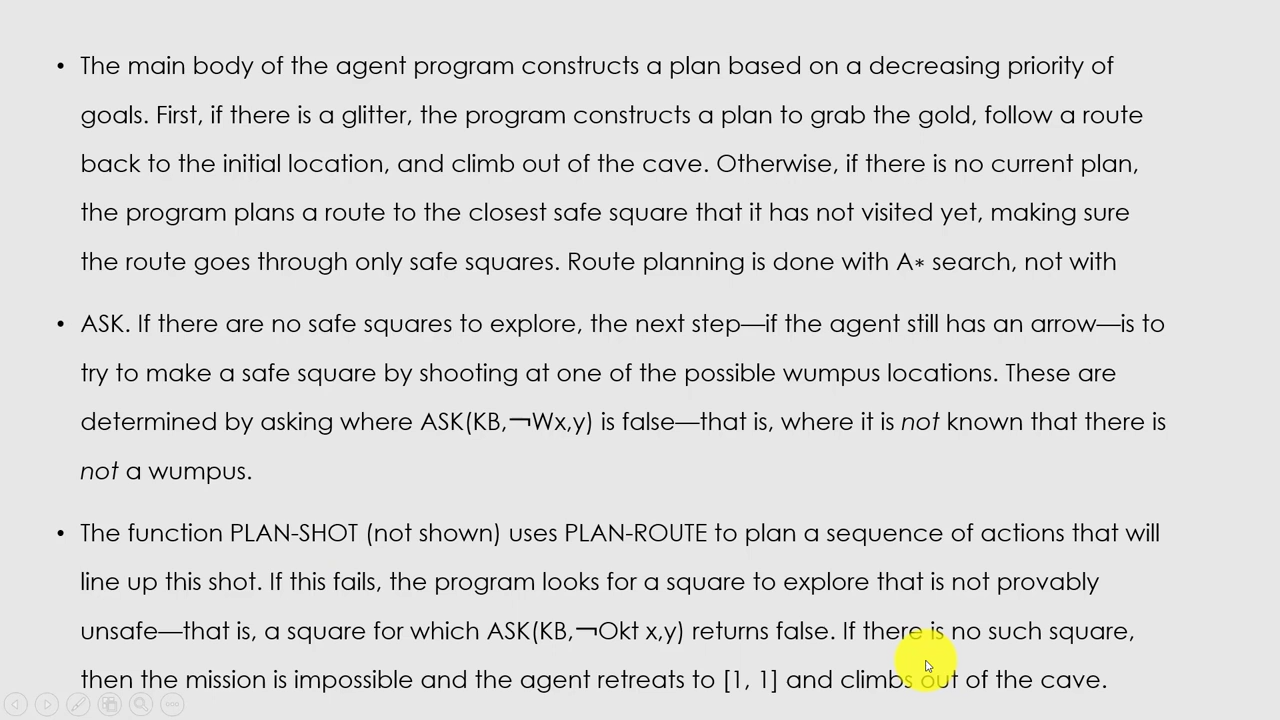 • The main body of the agent program constructs a plan based on a decreasing priority of
goals. First, if there is a glitter, the program constructs a plan to grab the gold, follow a route
back to the initial location, and climb out of the cave. Otherwise, if there is no current plan,
the program plans a route to the closest safe square that it has not visited yet, making sure
the route goes through only safe squares. Route planning is done with A∗ search, not with
• ASK. If there are no safe squares to explore, the next step—if the agent still has an arrow—is to
try to make a safe square by shooting at one of the possible wumpus locations. These are
determined by asking where ASK(KB,¬Wx,y) is false—that is, where it is not known that there is
not a wumpus.
• The function PLAN-SHOT (not shown) uses PLAN-ROUTE to plan a sequence of actions that will
line up this shot. If this fails, the program looks for a square to explore that is not provably
unsafe—that is, a square for which ASK(KB,¬Okt x,y) returns false. If there is no such square,
then the mission is impossible and the agent retreats to [1, 1] and climbs out of the cave.